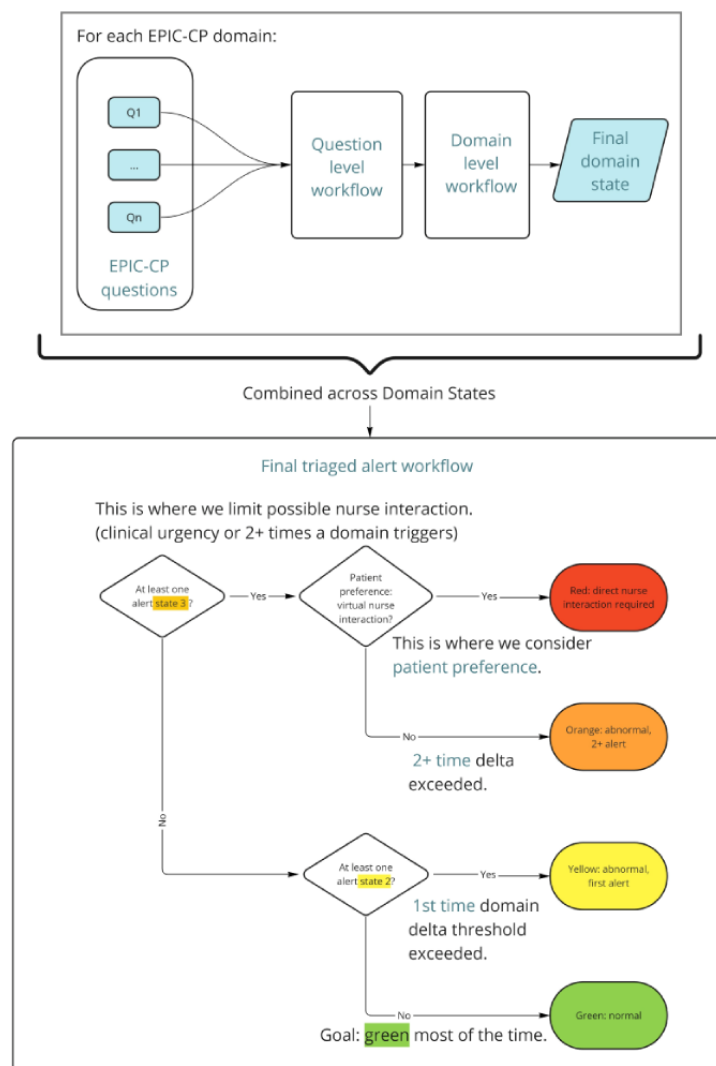 For each EPIC-CP domain:
Q1
...
Qn
EPIC-CP
questions
Question
level
workflow
Domain
level
workflow
Final
domain
state
Combined across Domain States
Final triaged alert workflow
This is where we limit possible nurse interaction.
(clinical urgency or 2+ times a domain triggers)
At least one
alert state 3 ?
Yes
Patient
preference:
virtual nurse
interaction?
Yes
Red: direct nurse
interaction required
This is where we consider
patient preference.
No
Orange: abnormal,
2+ alert
2+ time delta
exceeded.
No
At least one
alert state 2?
Yes
Yellow: abnormal,
first alert
1st time domain
delta threshold
exceeded.
No
Green: normal
Goal: green most of the time.